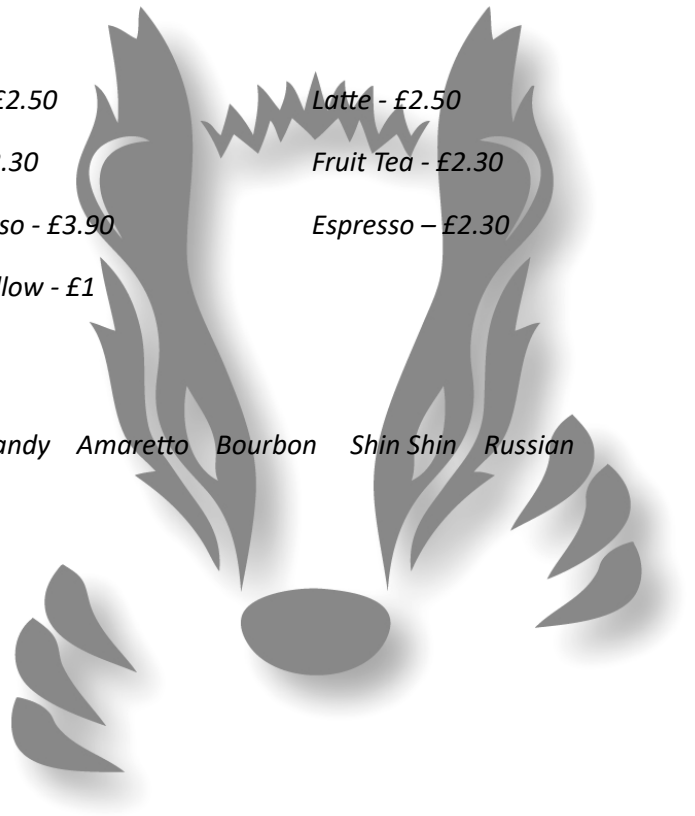 £2.50 Latte - £2.50
.30 Fruit Tea - £2.30
so - £3.90 Espresso – £2.30
llow - £1
andy Amaretto Bourbon Shin Shin Russian